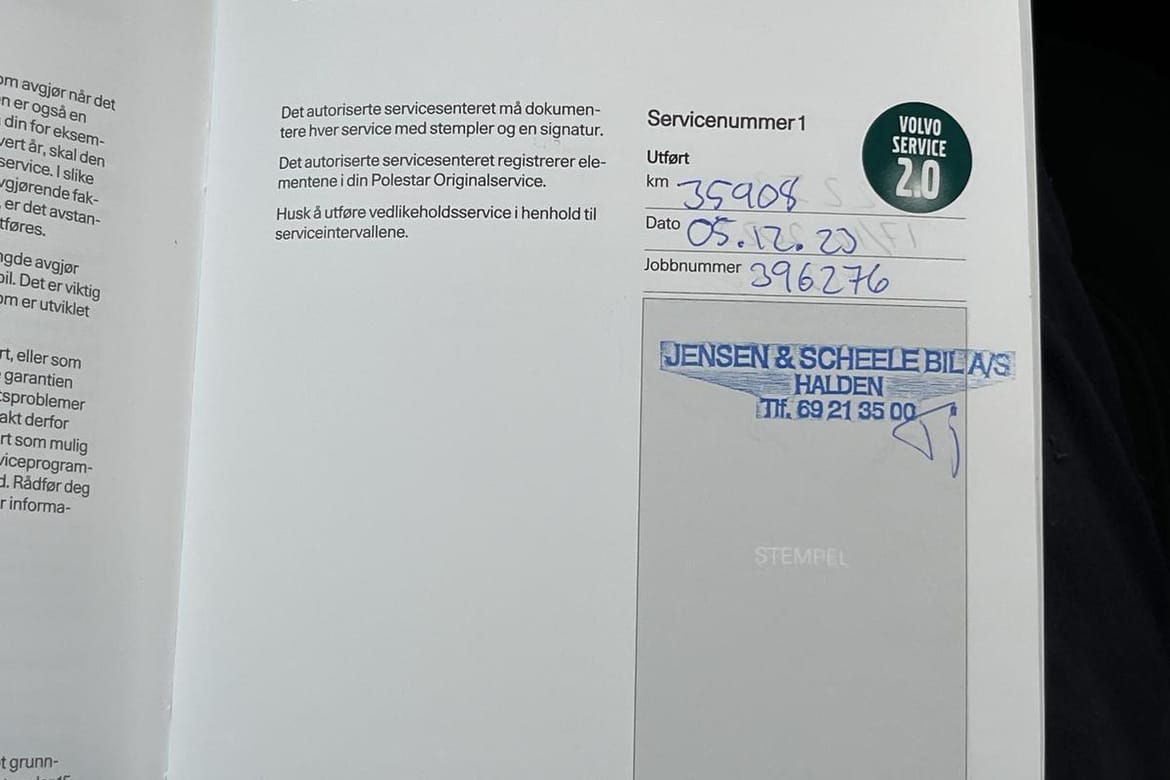 om avgjør når det
n er også en
din for eksem-
vert år, skal den
service. I slike
vgjørende fak-
, er det avstan-
tføres.
ngde avgjør
bil. Det er viktig
om er utviklet
rt, eller som
garantien
tsproblemer
akt derfor
rt som mulig
viceprogram-
d. Rådfør deg
r informa-
t grunn-
Det autoriserte servicesenteret må dokumen-
tere hver service med stempler og en signatur.
Det autoriserte servicesenteret registrerer ele-
mentene i din Polestar Originalservice.
Husk å utføre vedlikeholdsservice i henhold til
serviceintervallene.
Servicenummer 1
VOLVO
SERVICE
2.0
Utført
km 35908
Dato 05.12.23
Jobbnummer 396276
JENSEN & SCHEELE BIL A/S
HALDEN
Tlf. 69 21 35 00
STEMPEL